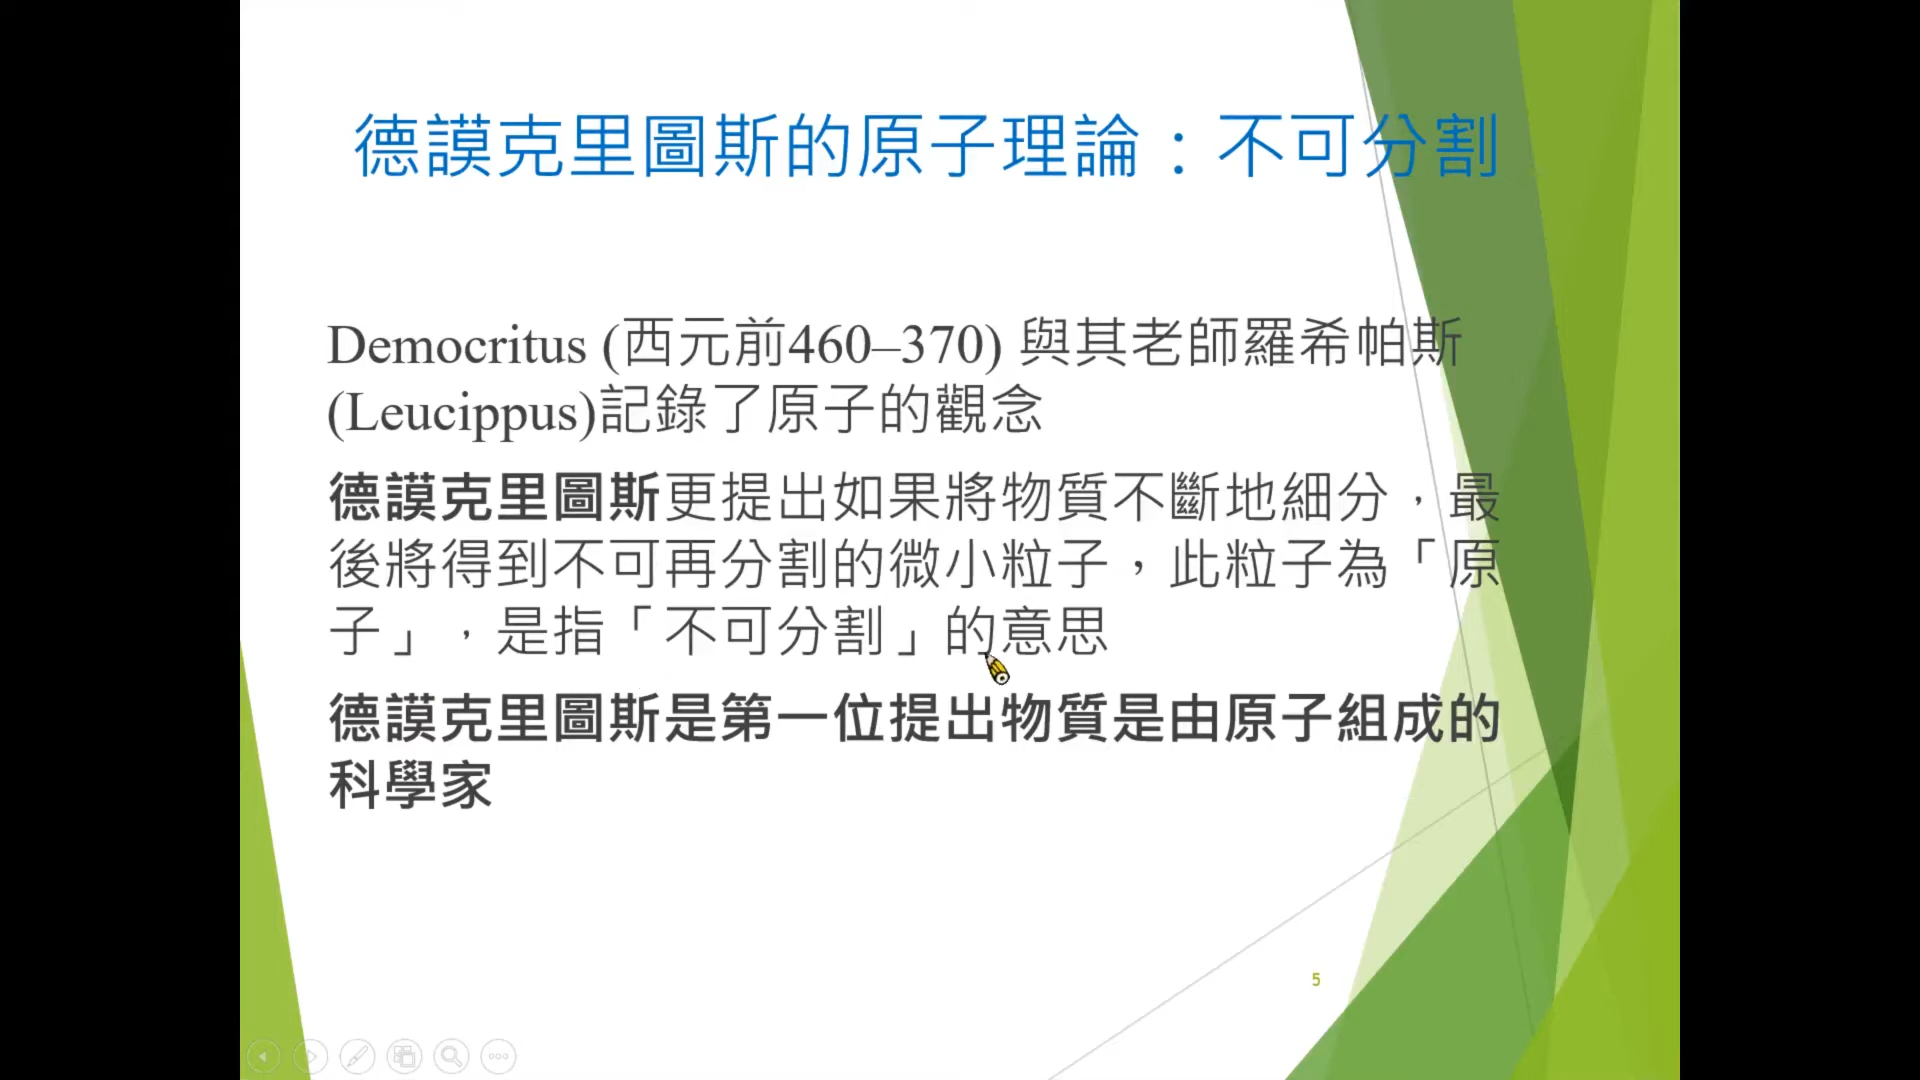 德謨克里圖斯的原子理論：不可分割
Democritus (西元前460–370) 與其老師羅希帕斯
(Leucippus)記錄了原子的觀念
德謨克里圖斯更提出如果將物質不斷地細分，最
後將得到不可再分割的微小粒子，此粒子為「原
子」，是指「不可分割」的意思
德謨克里圖斯是第一位提出物質是由原子組成的
科學家
5